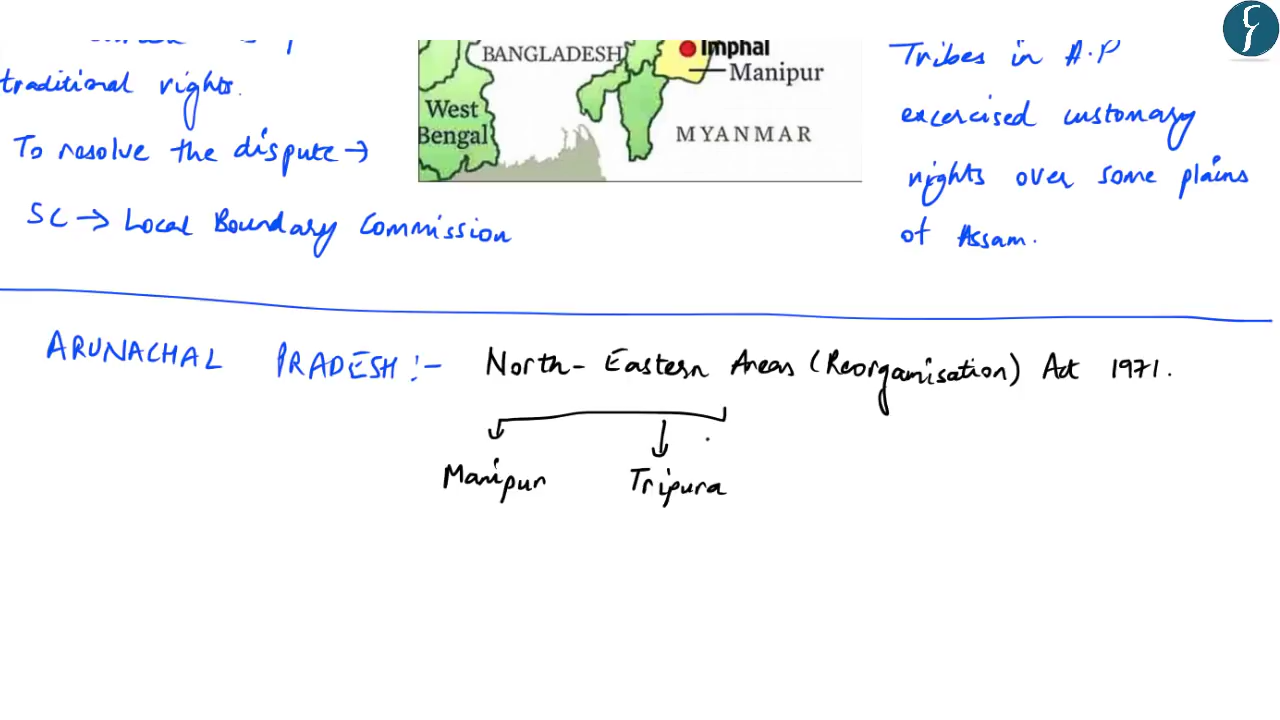 traditional rights.
To resolve the dispute →
SC → Local Boundary Commission
BANGLADESH
Imphal
Manipur
West
Bengal
MYANMAR
Tribes in A.P
excercised customary
rights over some plains
of Assam.
ARUNACHAL PRADESH :- North-Eastern Areas (Reorganisation) Act 1971.
Manipur Tripura